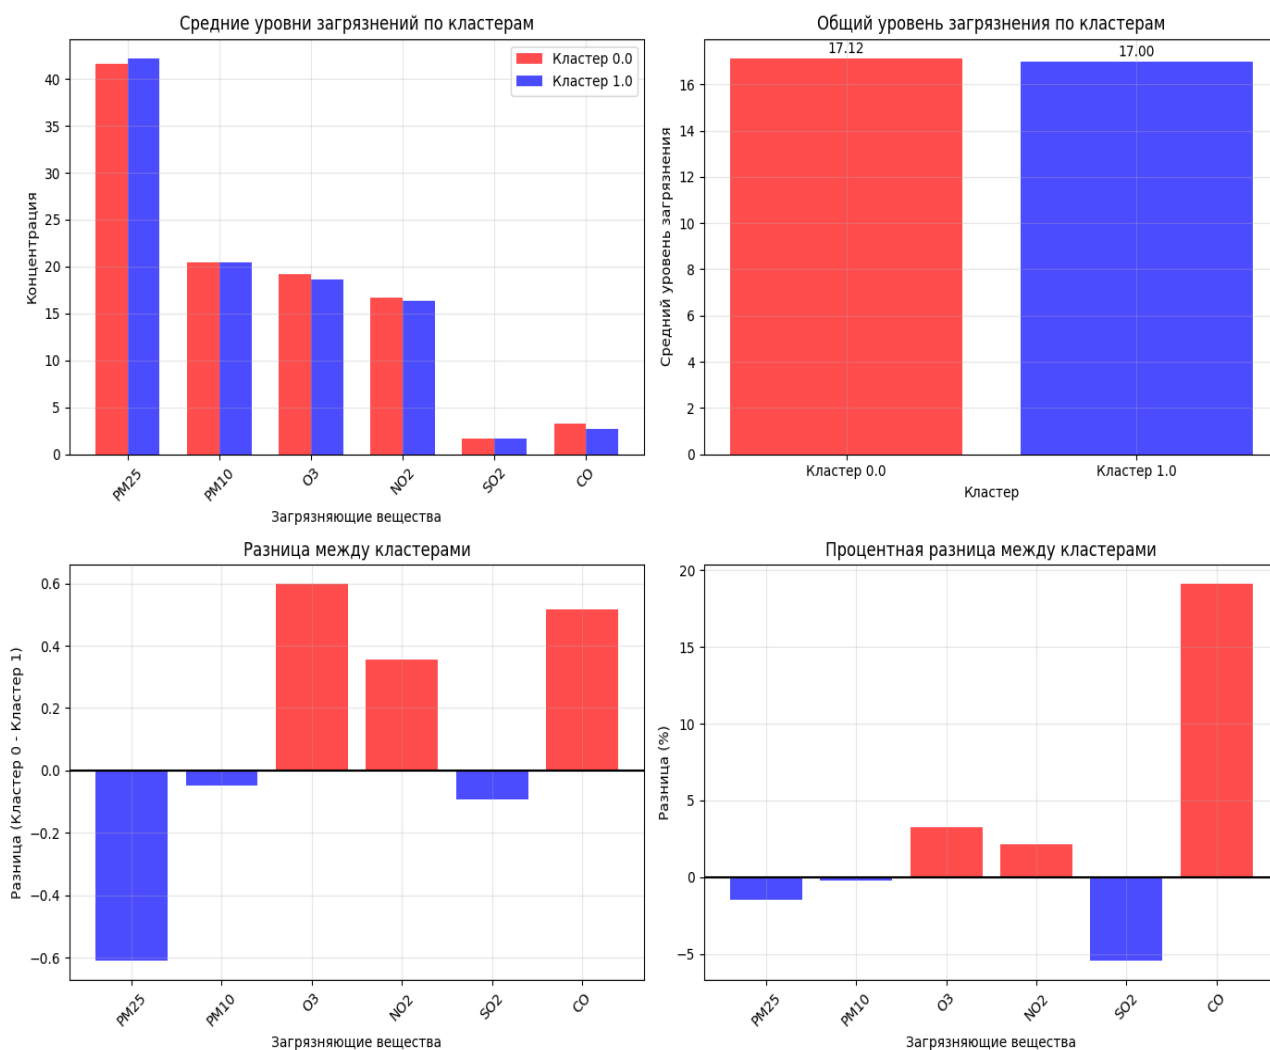 Средние уровни загрязнений по кластерам
Концентрация
40
35
30
25
20
15
10
5
0
Кластер 0.0
Кластер 1.0
PM25
PM10
O3
NO2
SO2
CO
Загрязняющие вещества
Общий уровень загрязнения по кластерам
Средний уровень загрязнения
16
14
12
10
8
6
4
2
0
17.12
17.00
Кластер 0.0
Кластер 1.0
Кластер
Разница между кластерами
Разница (Кластер 0 - Кластер 1)
0.6
0.4
0.2
0.0
−0.2
−0.4
−0.6
PM25
PM10
O3
NO2
SO2
CO
Загрязняющие вещества
Процентная разница между кластерами
Разница (%)
20
15
10
5
0
−5
PM25
PM10
O3
NO2
SO2
CO
Загрязняющие вещества